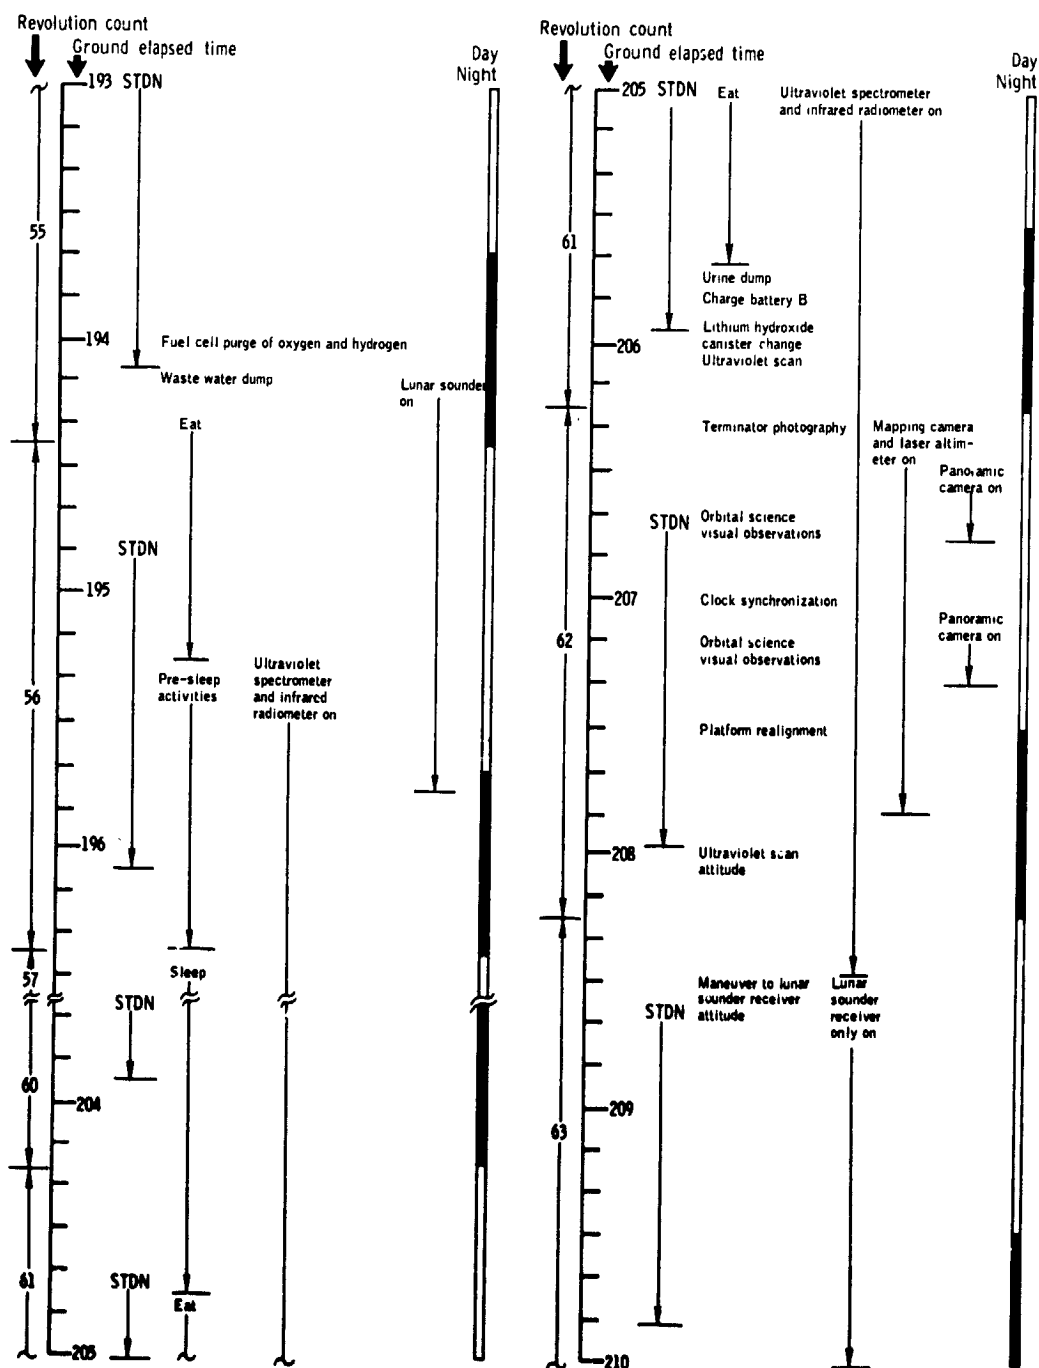 Revolution count
Ground elapsed time
Day
Night
193
STDN
55
194
Fuel cell purge of oxygen and hydrogen
Waste water dump
Lunar sounder
on
Eat
STDN
195
56
Pre-sleep
activities
Ultraviolet
spectrometer
and infrared
radiometer on
196
57
Sleep
STDN
60
204
61
STDN
Eat
205
Revolution count
Ground elapsed time
Day
Night
205
STDN
Eat
Ultraviolet spectrometer
and infrared radiometer on
61
Urine dump
Charge battery B
Lithium hydroxide
canister change
Ultraviolet scan
206
Terminator photography
Mapping camera
and laser altim-
eter on
Panoramic
camera on
STDN
Orbital science
visual observations
207
Clock synchronization
62
Orbital science
visual observations
Panoramic
camera on
Platform realignment
208
Ultraviolet scan
attitude
Maneuver to lunar
sounder receiver
attitude
STDN
Lunar
sounder
receiver
only on
209
63
210